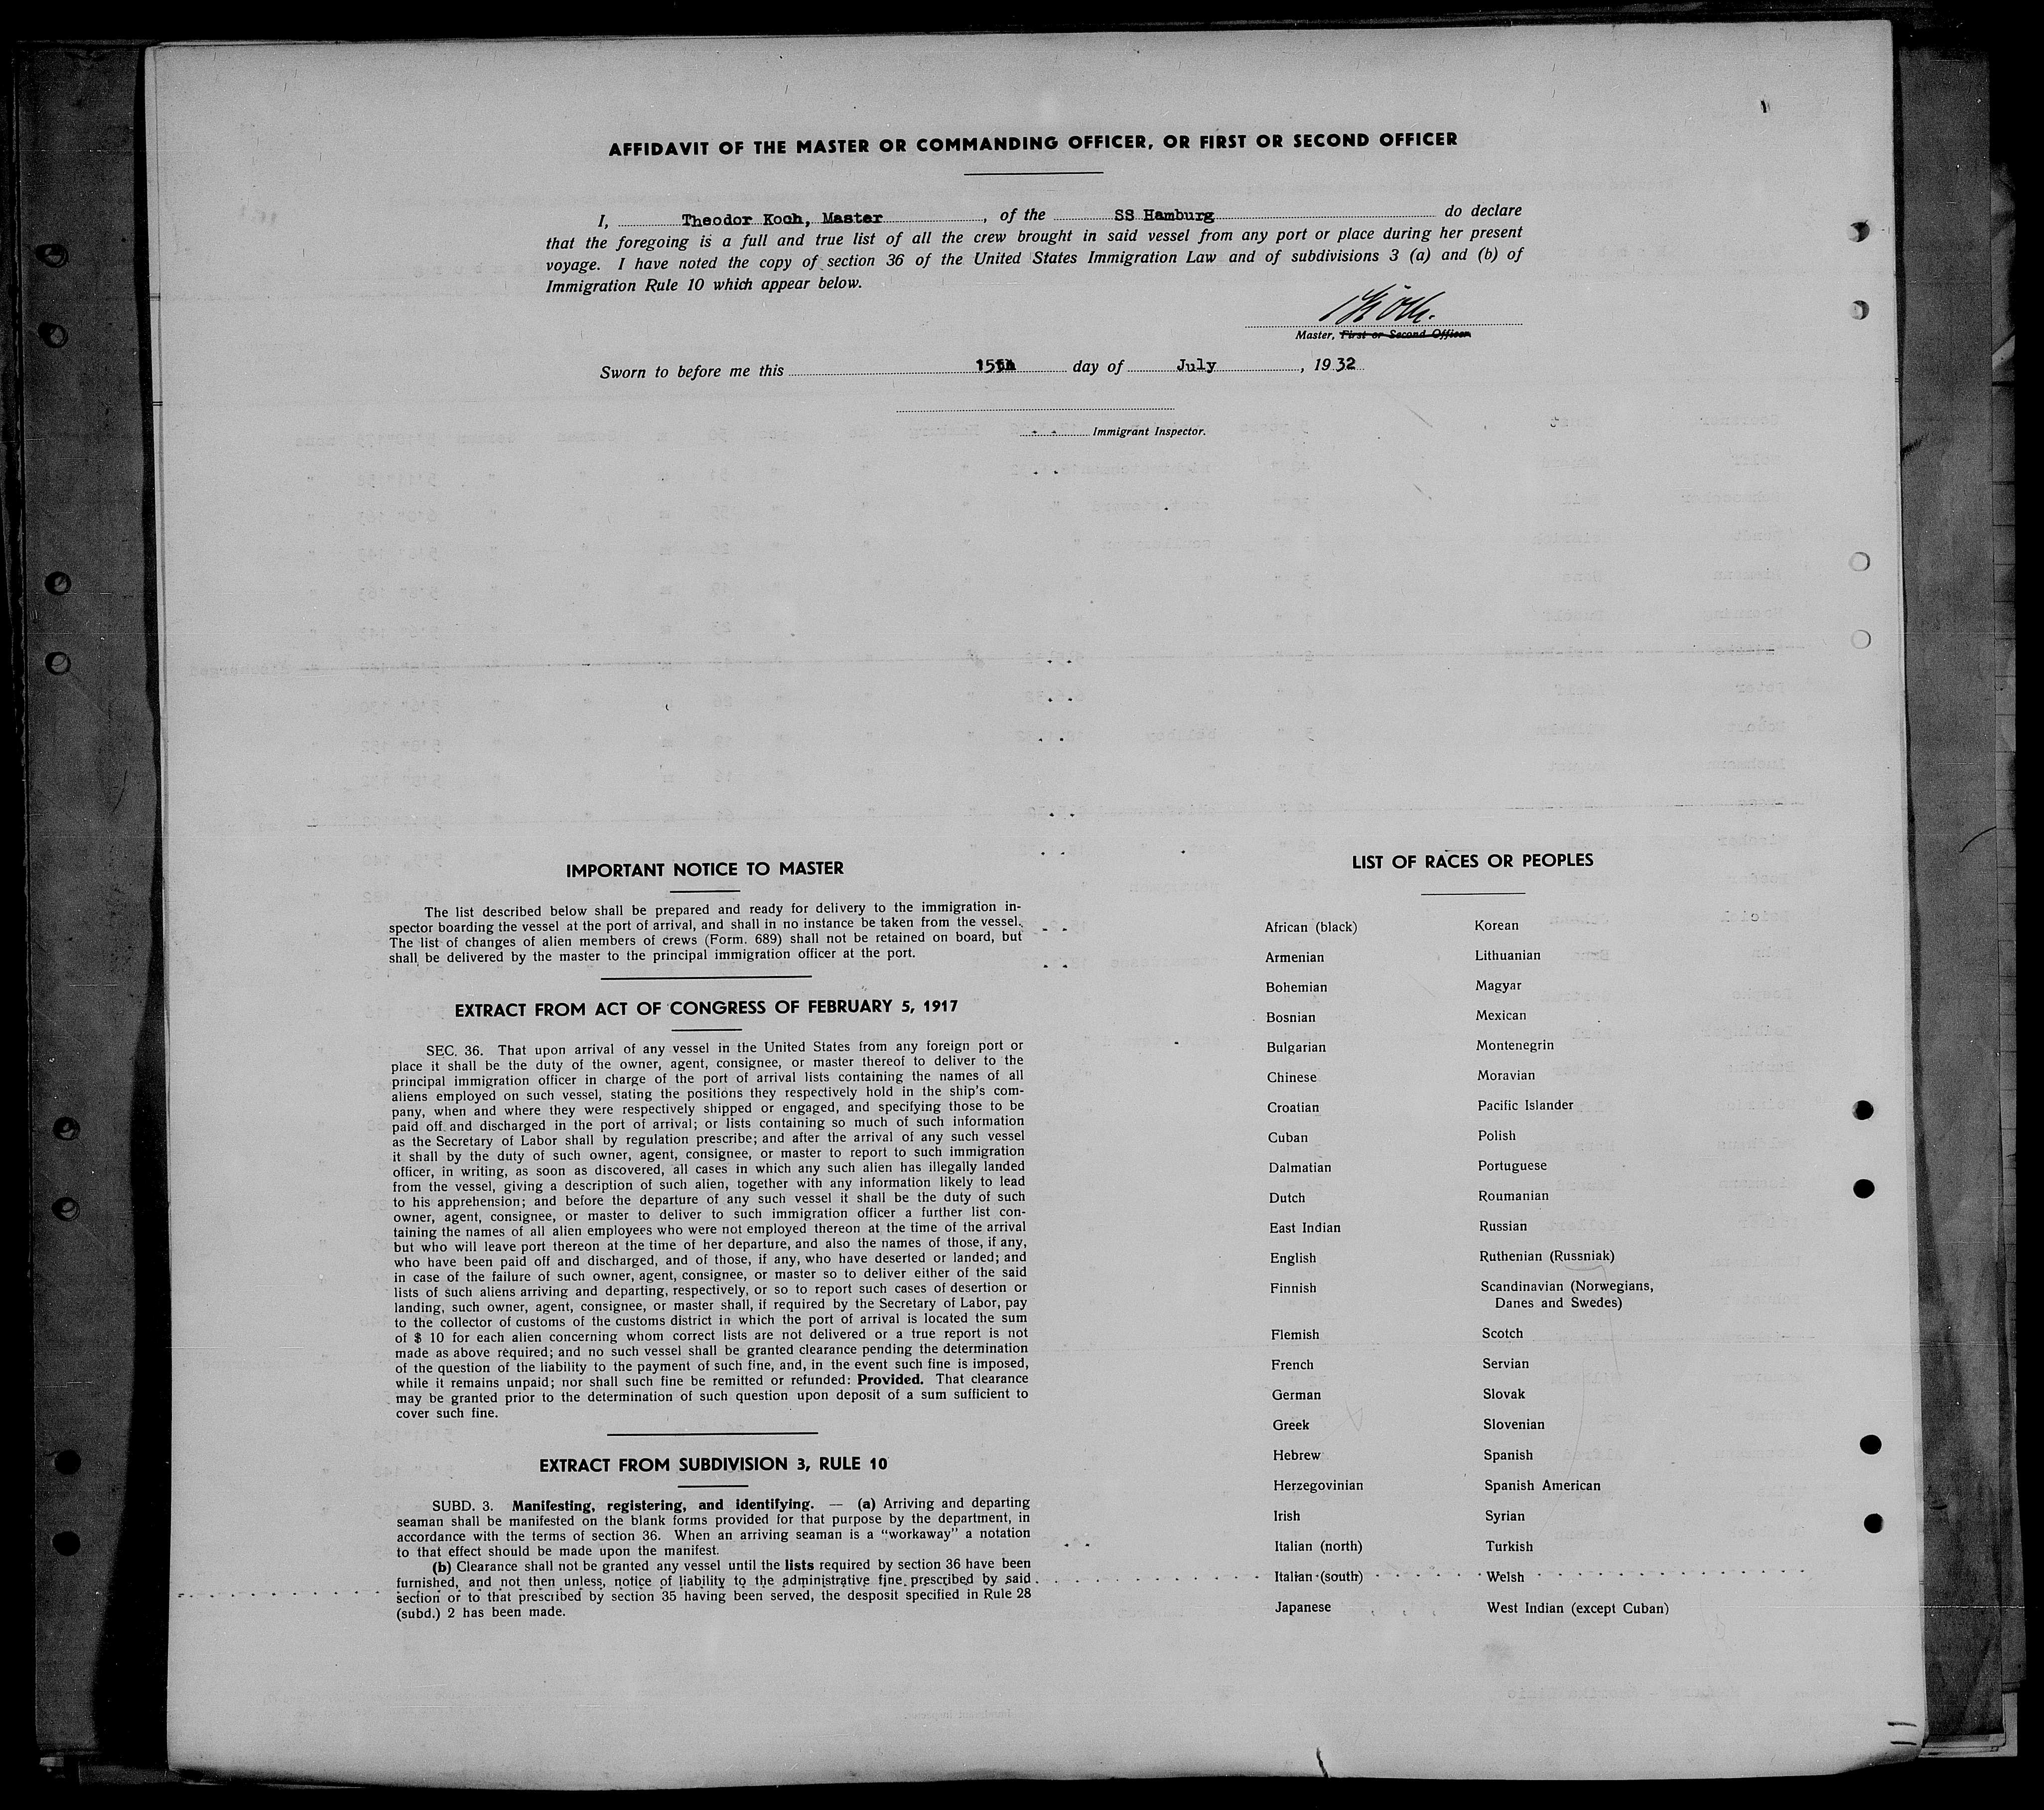 AFFIDAVIT OF THE MASTER OR COMMANDING OFFICER, OR FIRST OR SECOND OFFICER
I, Theodor Koch, Master, of the SS Hamburg do declare
that the foregoing is a full and true list of all the crew brought in said vessel from any port or place during her present
voyage. I have noted the copy of section 36 of the United States Immigration Law and of subdivisions 3 (a) and (b) of
Immigration Rule 10 which appear below.
Koch.
Master, First or Second Officer
Sworn to before me this 15th day of July, 1932
Immigrant Inspector.
IMPORTANT NOTICE TO MASTER
The list described below shall be prepared and ready for delivery to the immigration in-
spector boarding the vessel at the port of arrival, and shall in no instance be taken from the vessel.
The list of changes of alien members of crews (Form. 689) shall not be retained on board, but
shall be delivered by the master to the principal immigration officer at the port.
EXTRACT FROM ACT OF CONGRESS OF FEBRUARY 5, 1917
SEC. 36. That upon arrival of any vessel in the United States from any foreign port or
place it shall be the duty of the owner, agent, consignee, or master thereof to deliver to the
principal immigration officer in charge of the port of arrival lists containing the names of all
aliens employed on such vessel, stating the positions they respectively hold in the ship's com-
pany, when and where they were respectively shipped or engaged, and specifying those to be
paid off and discharged in the port of arrival; or lists containing so much of such information
as the Secretary of Labor shall by regulation prescribe; and after the arrival of any such vessel
it shall by the duty of such owner, agent, consignee, or master to report to such immigration
officer, in writing, as soon as discovered, all cases in which any such alien has illegally landed
from the vessel, giving a description of such alien, together with any information likely to lead
to his apprehension; and before the departure of any such vessel it shall be the duty of such
owner, agent, consignee, or master to deliver to such immigration officer a further list con-
taining the names of all alien employees who were not employed thereon at the time of the arrival
but who will leave port thereon at the time of her departure, and also the names of those, if any,
who have been paid off and discharged, and of those, if any, who have deserted or landed; and
in case of the failure of such owner, agent, consignee, or master so to deliver either of the said
lists of such aliens arriving and departing, respectively, or so to report such cases of desertion or
landing, such owner, agent, consignee, or master shall, if required by the Secretary of Labor, pay
to the collector of customs of the customs district in which the port of arrival is located the sum
of $ 10 for each alien concerning whom correct lists are not delivered or a true report is not
made as above required; and no such vessel shall be granted clearance pending the determination
of the question of the liability to the payment of such fine, and, in the event such fine is imposed,
while it remains unpaid; nor shall such fine be remitted or refunded: Provided. That clearance
may be granted prior to the determination of such question upon deposit of a sum sufficient to
cover such fine.
EXTRACT FROM SUBDIVISION 3, RULE 10
SUBD. 3. Manifesting, registering, and identifying. — (a) Arriving and departing
seaman shall be manifested on the blank forms provided for that purpose by the department, in
accordance with the terms of section 36. When an arriving seaman is a "workaway" a notation
to that effect should be made upon the manifest.
(b) Clearance shall not be granted any vessel until the lists required by section 36 have been
furnished, and not then unless, notice of liability to the administrative fine prescribed by said
section or to that prescribed by section 35 having been served, the desposit specified in Rule 28
(subd.) 2 has been made.
LIST OF RACES OR PEOPLES
African (black)
Armenian
Bohemian
Bosnian
Bulgarian
Chinese
Croatian
Cuban
Dalmatian
Dutch
East Indian
English
Finnish
Flemish
French
German
Greek
Hebrew
Herzegovinian
Irish
Italian (north)
Italian (south)
Japanese
Korean
Lithuanian
Magyar
Mexican
Montenegrin
Moravian
Pacific Islander
Polish
Portuguese
Roumanian
Russian
Ruthenian (Russniak)
Scandinavian (Norwegians,
Danes and Swedes)
Scotch
Servian
Slovak
Slovenian
Spanish
Spanish American
Syrian
Turkish
Welsh
West Indian (except Cuban)